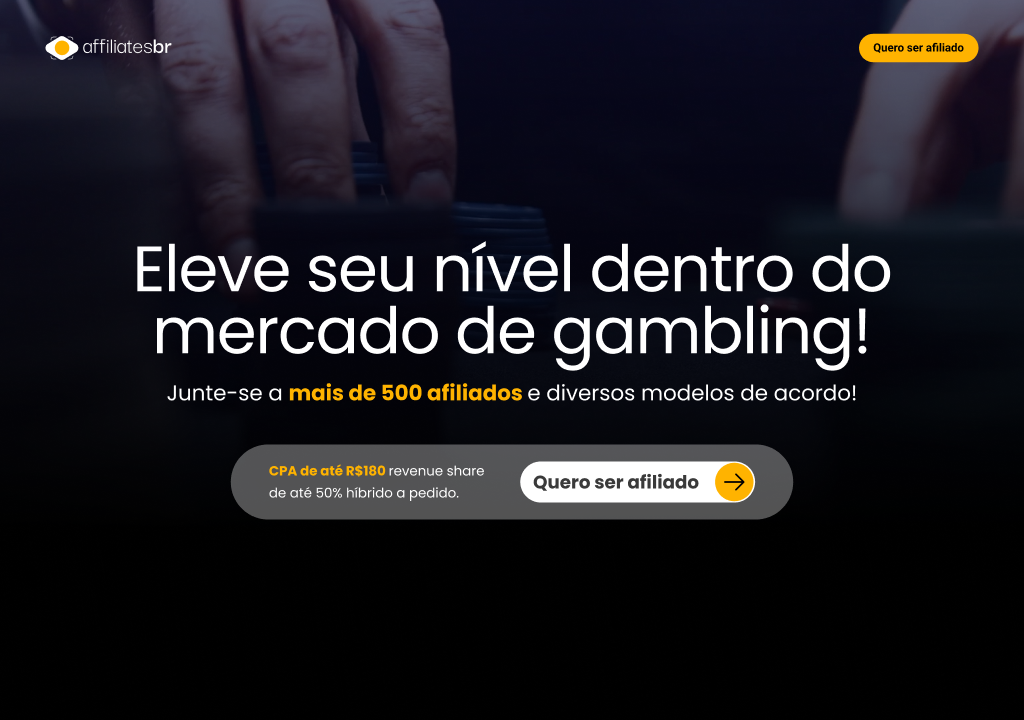 affiliatesbr
Quero ser afiliado
Eleve seu nível dentro do
mercado de gambling!
Junte-se a mais de 500 afiliados e diversos modelos de acordo!
CPA de até R$180 revenue share
de até 50% híbrido a pedido.
Quero ser afiliado